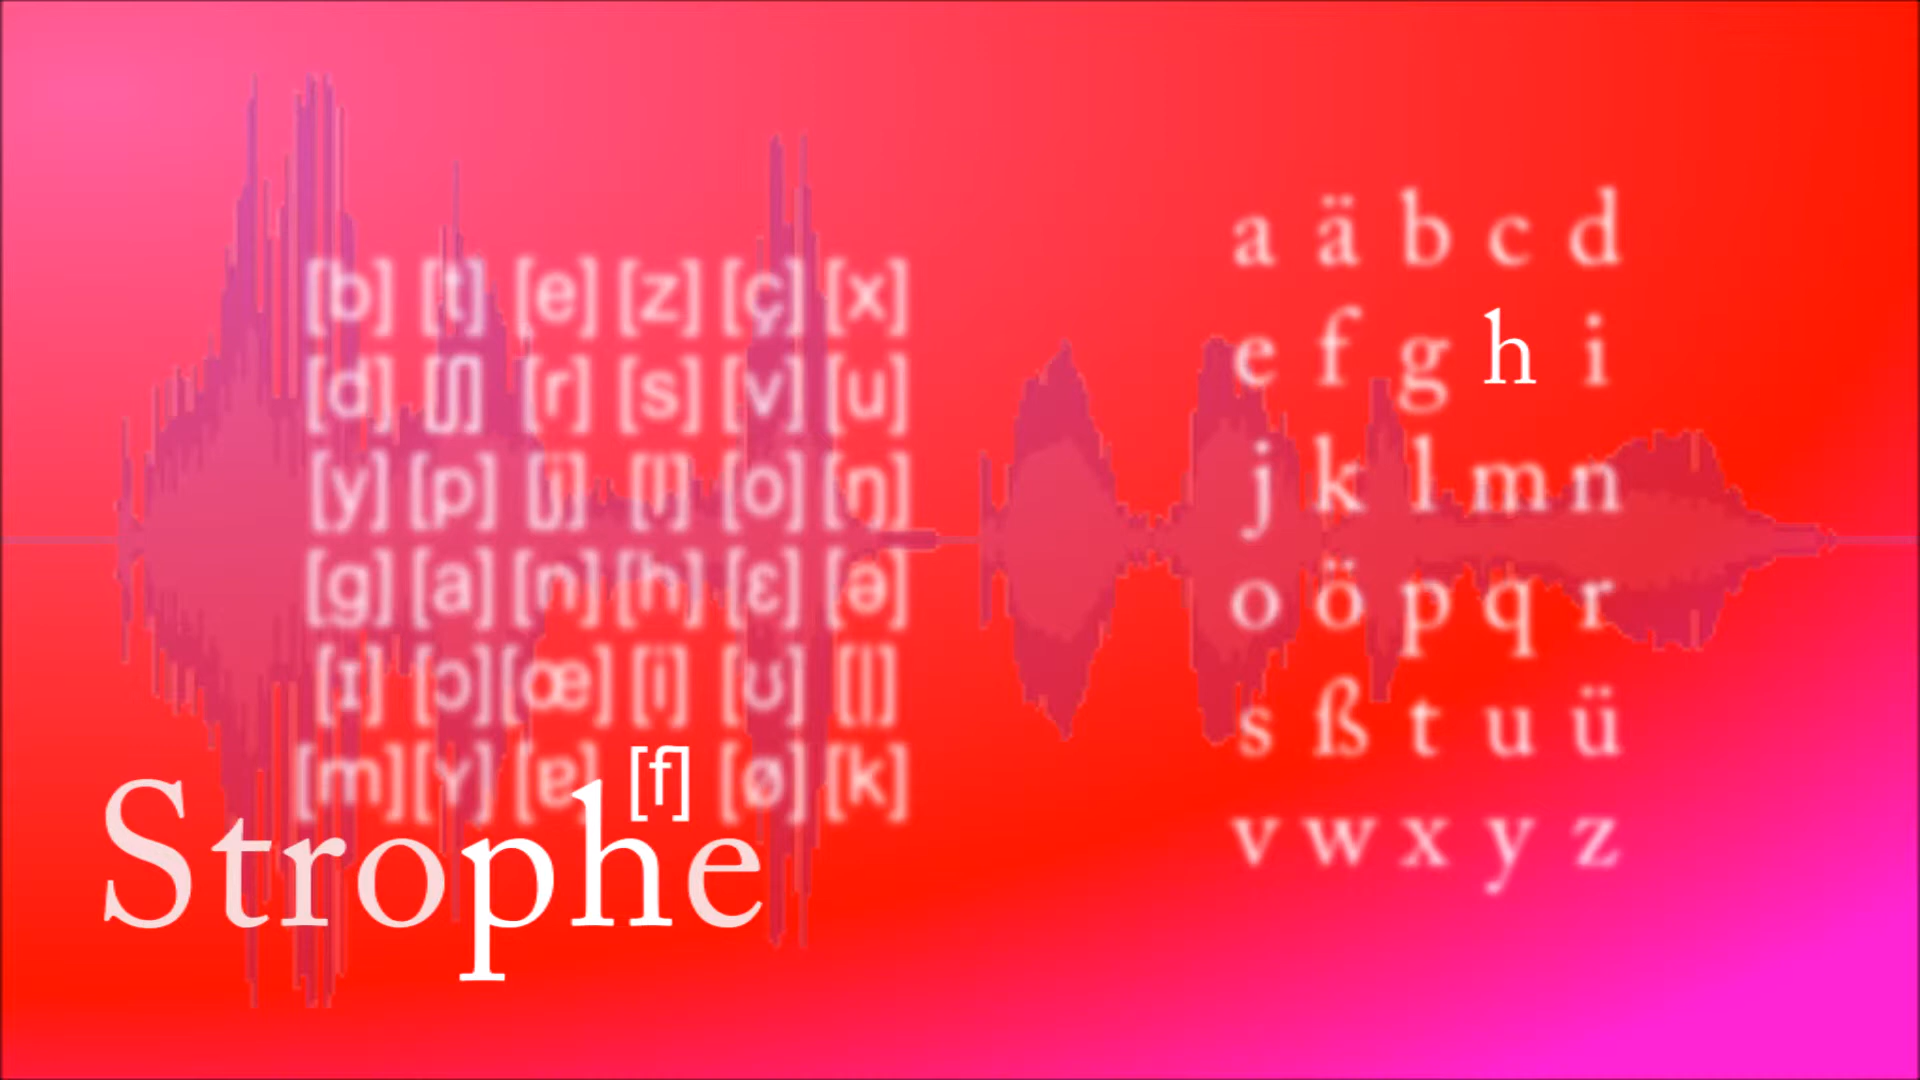 [b] [t] [e] [z] [ç] [x]
[d] [ʃ] [r] [s] [v] [u]
[y] [p] [j] [l] [o] [ŋ]
[g] [a] [n] [h] [ɛ] [ə]
[ɪ] [ɔ] [œ] [i] [ʊ] [l]
[m] [ʏ] [ɐ] [f] [ø] [k]
Strophe
a ä b c d
e f g h i
j k l m n
o ö p q r
s ß t u ü
v w x y z